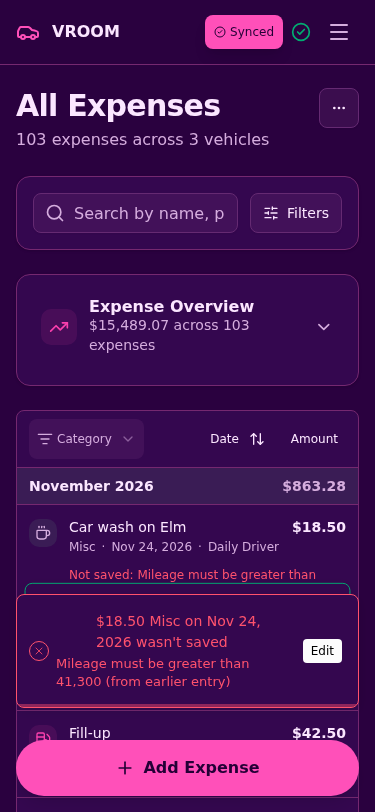 VROOM
Synced
All Expenses
103 expenses across 3 vehicles
Search by name, p
Filters
Expense Overview
$15,489.07 across 103
expenses
Category
Date
Amount
November 2026
$863.28
Car wash on Elm
$18.50
Misc · Nov 24, 2026 · Daily Driver
Not saved: Mileage must be greater than
$18.50 Misc on Nov 24,
2026 wasn't saved
Mileage must be greater than
41,300 (from earlier entry)
Edit
Fill-up
$42.50
Add Expense